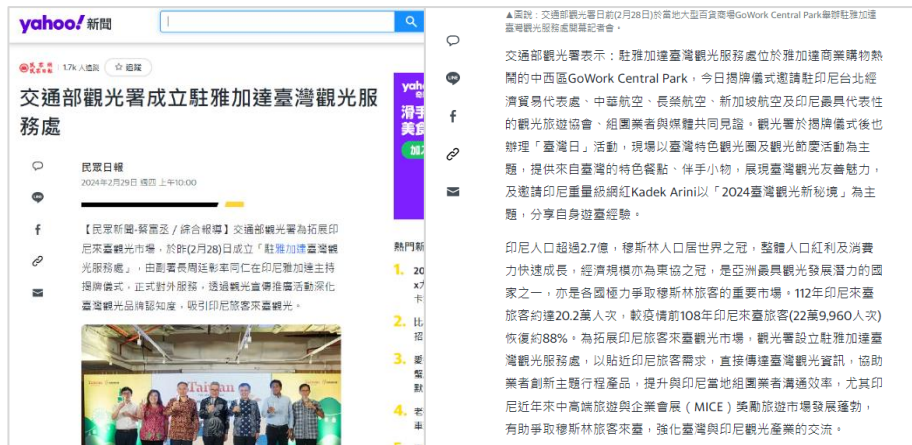 yahoo!新聞
民眾日報 1.7k 人追蹤 ☆ 追蹤
交通部觀光署成立駐雅加達臺灣觀光服
務處
民眾日報
2024年2月29日 週四 上午10:00
【民眾新聞-蔡富丞 / 綜合報導】交通部觀光署為拓展印
尼來臺觀光市場，於昨(2月28)日成立「駐雅加達臺灣觀
光服務處」，由副署長周廷彰率同仁在印尼雅加達主持
揭牌儀式，正式對外服務，透過觀光宣傳推廣活動深化
臺灣觀光品牌認知度，吸引印尼旅客來臺觀光。
Taiwan
yah
滑手
美食
加入
熱門新
1. 20
x大
卡
2. 比
招
3. 愛
盤
默
4. 老
車
▲圖說：交通部觀光署日前(2月28日)於當地大型百貨商場GoWork Central Park舉辦駐雅加達
臺灣觀光服務處開幕記者會。
交通部觀光署表示：駐雅加達臺灣觀光服務處位於雅加達商業購物熱
鬧的中西區GoWork Central Park，今日揭牌儀式邀請駐印尼台北經
濟貿易代表處、中華航空、長榮航空、新加坡航空及印尼最具代表性
的觀光旅遊協會、組團業者與媒體共同見證。觀光署於揭牌儀式後也
辦理「臺灣日」活動，現場以臺灣特色觀光圈及觀光節慶活動為主
題，提供來自臺灣的特色餐點、伴手小物，展現臺灣觀光友善魅力，
及邀請印尼重量級網紅Kadek Arini以「2024臺灣觀光新秘境」為主
題，分享自身遊臺經驗。
印尼人口超過2.7億，穆斯林人口居世界之冠，整體人口紅利及消費
力快速成長，經濟規模亦為東協之冠，是亞洲最具觀光發展潛力的國
家之一，亦是各國極力爭取穆斯林旅客的重要市場。112年印尼來臺
旅客約達20.2萬人次，較疫情前108年印尼來臺旅客(22萬9,960人次)
恢復約88%。為拓展印尼旅客來臺觀光市場，觀光署設立駐雅加達臺
灣觀光服務處，以貼近印尼旅客需求，直接傳達臺灣觀光資訊，協助
業者創新主題行程產品，提升與印尼當地組團業者溝通效率，尤其印
尼近年來中高端旅遊與企業會展（MICE）獎勵旅遊市場發展蓬勃，
有助爭取穆斯林旅客來臺，強化臺灣與印尼觀光產業的交流。